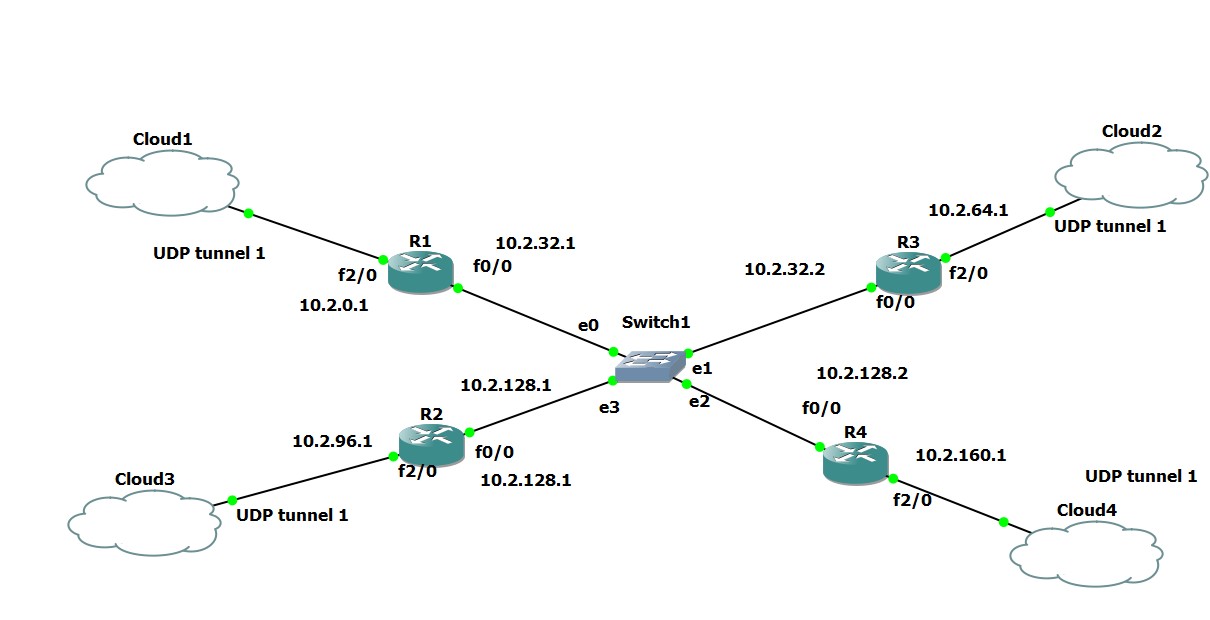 Cloud2
Cloud1
10.2.64.1
UDP tunnel 1
R1
10.2.32.1
R3
UDP tunnel 1
f2/0
f0/0
10.2.32.2
f2/0
10.2.0.1
f0/0
e0
Switch1
e1
10.2.128.2
10.2.128.1
e3
e2
f0/0
R2
R4
10.2.96.1
f0/0
10.2.160.1
f2/0
10.2.128.1
UDP tunnel 1
Cloud3
f2/0
UDP tunnel 1
Cloud4